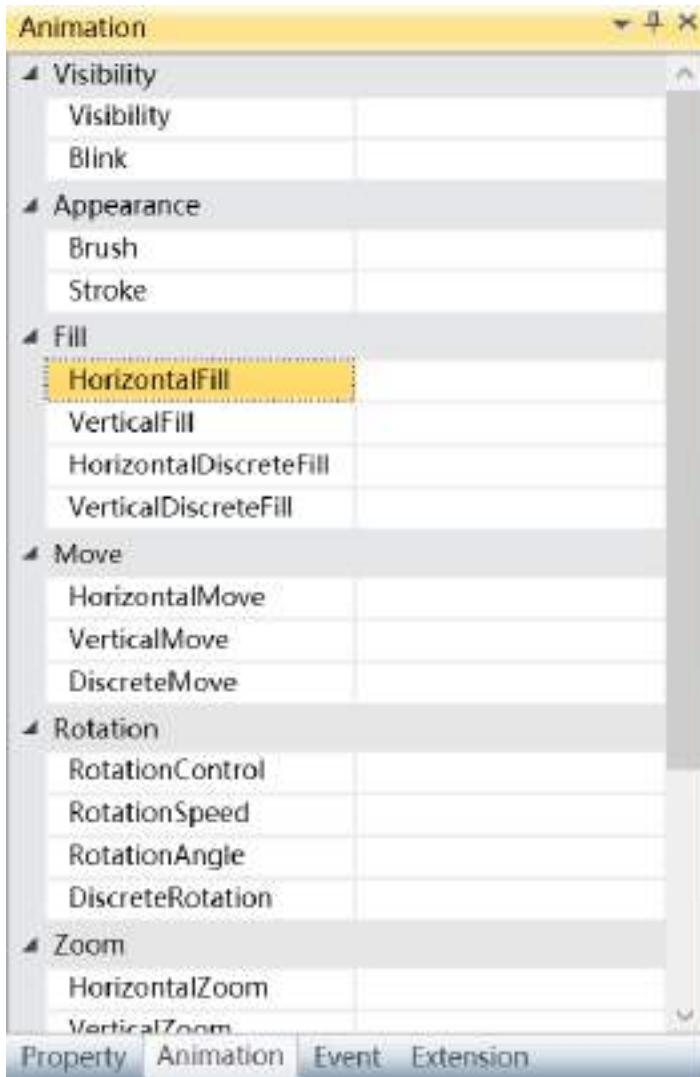 Animation
Visibility
Visibility
Blink
Appearance
Brush
Stroke
Fill
HorizontalFill
VerticalFill
HorizontalDiscreteFill
VerticalDiscreteFill
Move
HorizontalMove
VerticalMove
DiscreteMove
Rotation
RotationControl
RotationSpeed
RotationAngle
DiscreteRotation
Zoom
HorizontalZoom
VerticalZoom
Property Animation Event Extension